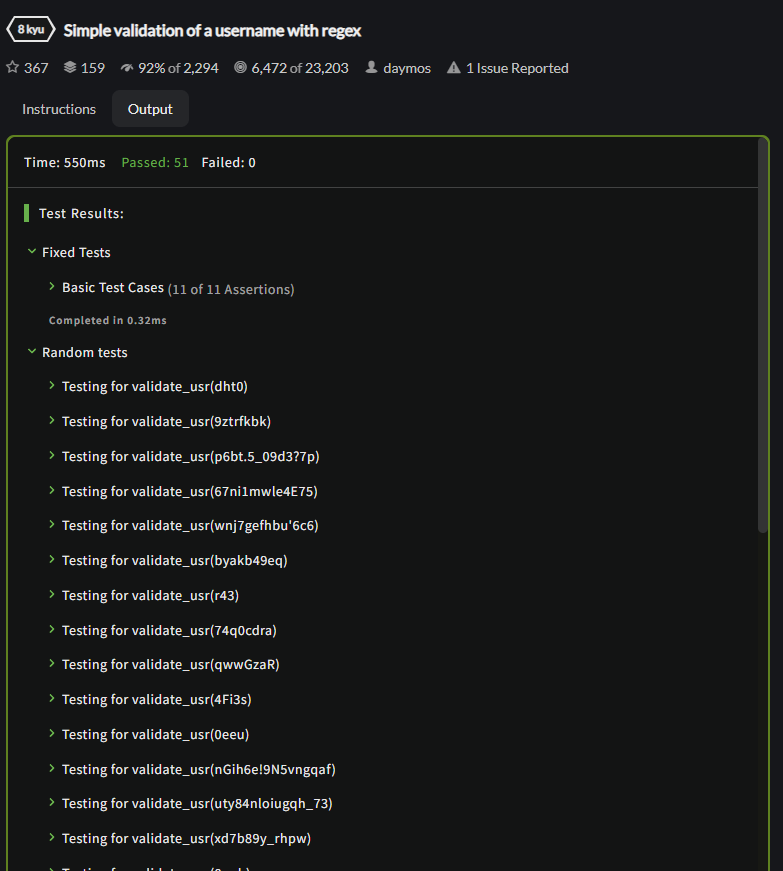 8 kyu Simple validation of a username with regex
367 159 92% of 2,294 6,472 of 23,203 daymos 1 Issue Reported
Instructions Output
Time: 550ms Passed: 51 Failed: 0
Test Results:
Fixed Tests
Basic Test Cases (11 of 11 Assertions)
Completed in 0.32ms
Random tests
Testing for validate_usr(dht0)
Testing for validate_usr(9ztrfkbk)
Testing for validate_usr(p6bt.5_09d3?7p)
Testing for validate_usr(67ni1mwle4E75)
Testing for validate_usr(wnj7gefhbu'6c6)
Testing for validate_usr(byakb49eq)
Testing for validate_usr(r43)
Testing for validate_usr(74q0cdra)
Testing for validate_usr(qwwGzaR)
Testing for validate_usr(4Fi3s)
Testing for validate_usr(0eeu)
Testing for validate_usr(nGih6e!9N5vngqaf)
Testing for validate_usr(uty84nloiugqh_73)
Testing for validate_usr(xd7b89y_rhpw)